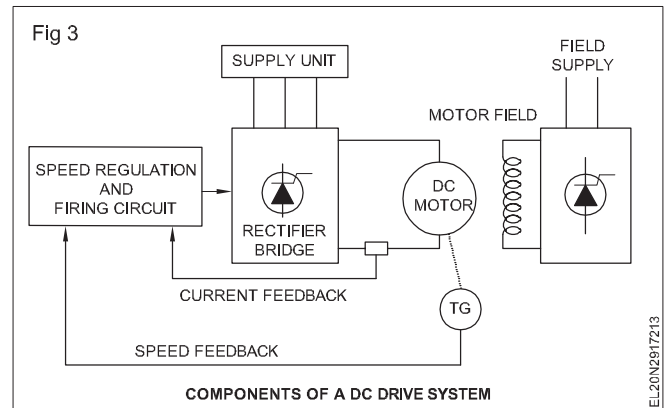 Fig 3
SUPPLY UNIT
FIELD
SUPPLY
MOTOR FIELD
SPEED REGULATION
AND
FIRING CIRCUIT
RECTIFIER
BRIDGE
DC
MOTOR
CURRENT FEEDBACK
TG
SPEED FEEDBACK
COMPONENTS OF A DC DRIVE SYSTEM
EL20N2917213